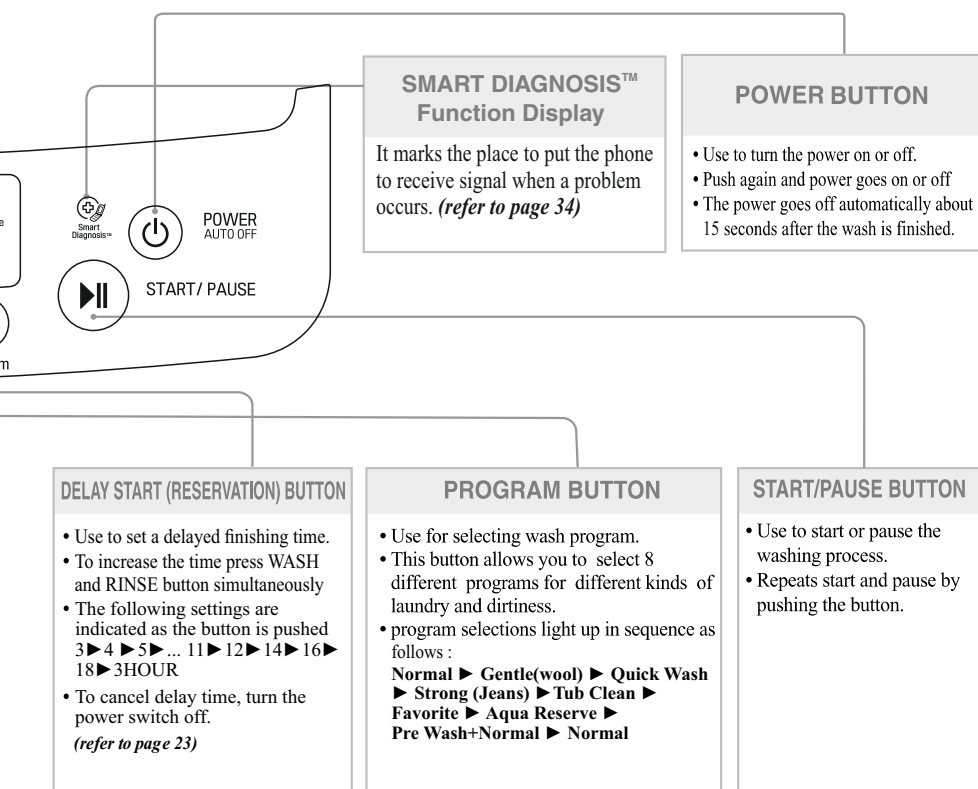 SMART DIAGNOSIS™
Function Display
It marks the place to put the phone
to receive signal when a problem
occurs. (refer to page 34)
POWER BUTTON
• Use to turn the power on or off.
• Push again and power goes on or off
• The power goes off automatically about
15 seconds after the wash is finished.
e
Smart
Diagnosis™
POWER
AUTO OFF
START/ PAUSE
m
DELAY START (RESERVATION) BUTTON
• Use to set a delayed finishing time.
• To increase the time press WASH
and RINSE button simultaneously
• The following settings are
indicated as the button is pushed
3►4 ►5►... 11►12►14►16►
18►3HOUR
• To cancel delay time, turn the
power switch off.
(refer to page 23)
PROGRAM BUTTON
• Use for selecting wash program.
• This button allows you to select 8
different programs for different kinds of
laundry and dirtiness.
• program selections light up in sequence as
follows :
Normal ► Gentle(wool) ► Quick Wash
► Strong (Jeans) ►Tub Clean ►
Favorite ► Aqua Reserve ►
Pre Wash+Normal ► Normal
START/PAUSE BUTTON
• Use to start or pause the
washing process.
• Repeats start and pause by
pushing the button.